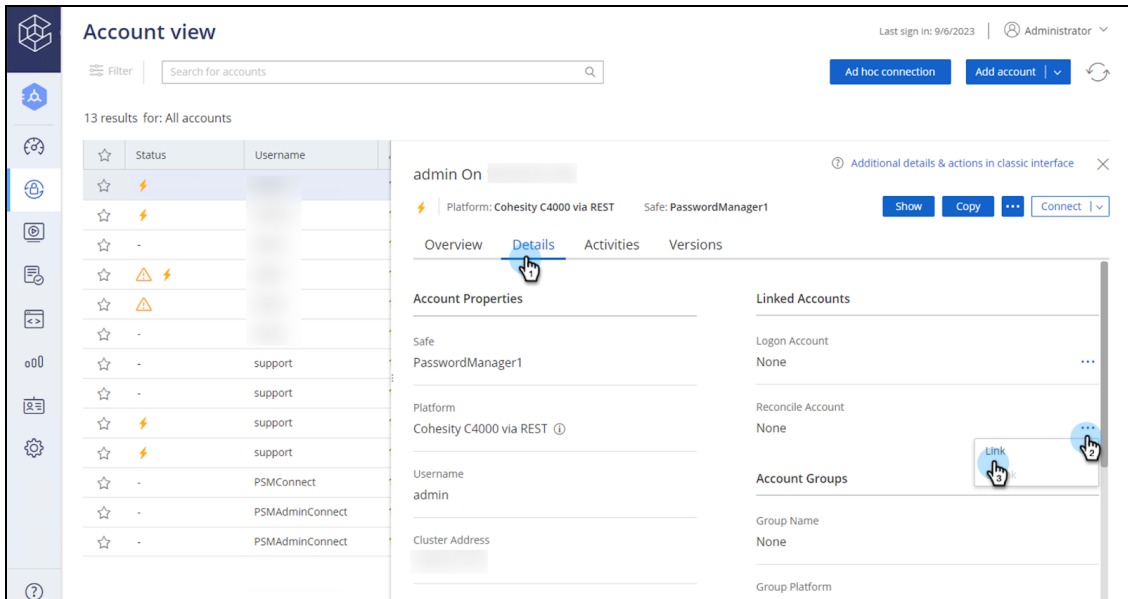 Account view
Last sign in: 9/6/2023
Administrator
Filter
Search for accounts
Ad hoc connection
Add account
13 results for: All accounts
Status
Username
admin On
Additional details & actions in classic interface
Platform: Cohesity C4000 via REST
Safe: PasswordManager1
Show
Copy
Connect
Overview
Details
Activities
Versions
1
-
-
support
-
support
-
support
support
PSMConnect
-
PSMAdminConnect
-
PSMAdminConnect
-
Account Properties
Safe
PasswordManager1
Platform
Cohesity C4000 via REST
Username
admin
Cluster Address
Linked Accounts
Logon Account
None
Reconcile Account
None
2
Link
3
Account Groups
Group Name
None
Group Platform